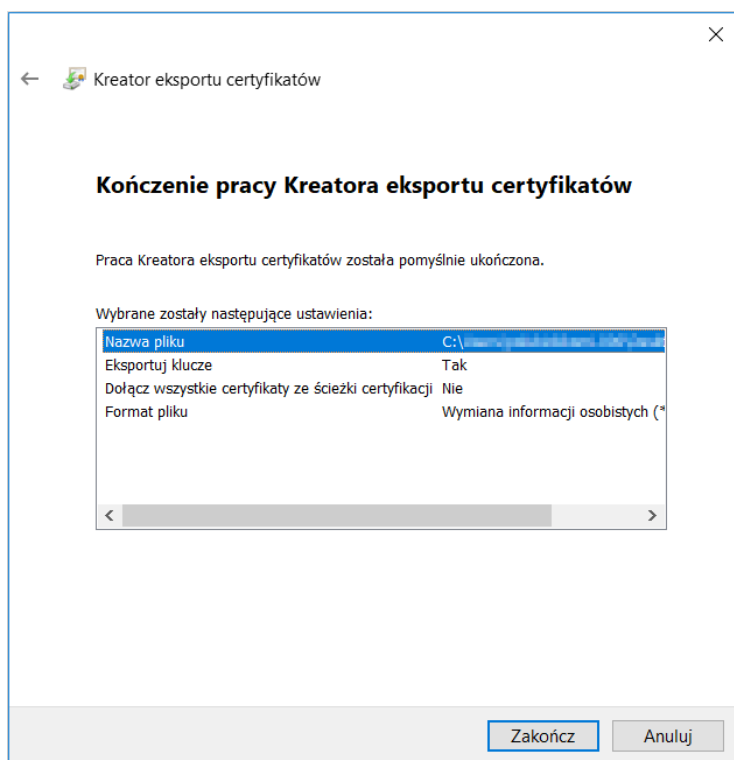 Kreator eksportu certyfikatów
Kończenie pracy Kreatora eksportu certyfikatów
Praca Kreatora eksportu certyfikatów została pomyślnie ukończona.
Wybrane zostały następujące ustawienia:
Nazwa pliku C:\
Eksportuj klucze Tak
Dołącz wszystkie certyfikaty ze ścieżki certyfikacji Nie
Format pliku Wymiana informacji osobistych (*
Zakończ Anuluj